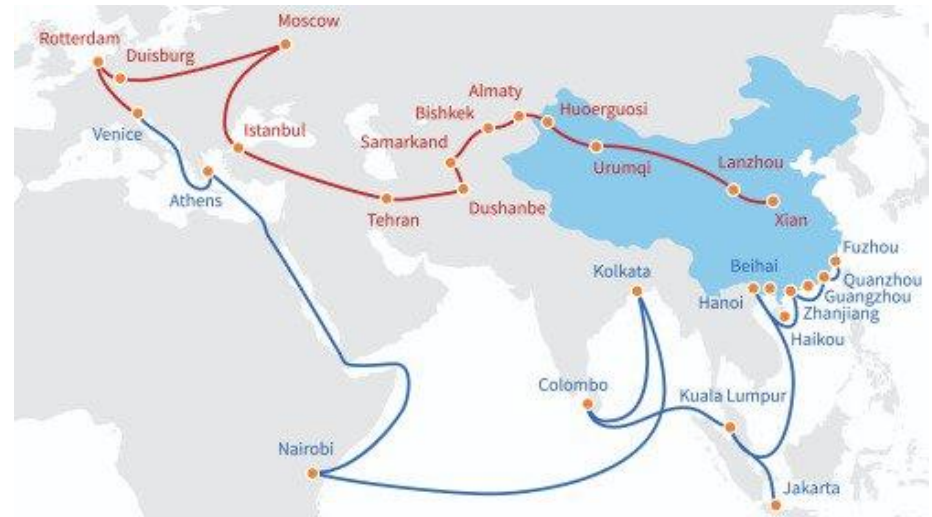 Moscow
Rotterdam
Duisburg
Almaty
Bishkek
Huoerguosi
Venice
Istanbul
Samarkand
Urumqi
Lanzhou
Athens
Tehran
Dushanbe
Xian
Fuzhou
Kolkata
Beihai
Quanzhou
Hanoi
Guangzhou
Zhanjiang
Haikou
Colombo
Kuala Lumpur
Nairobi
Jakarta